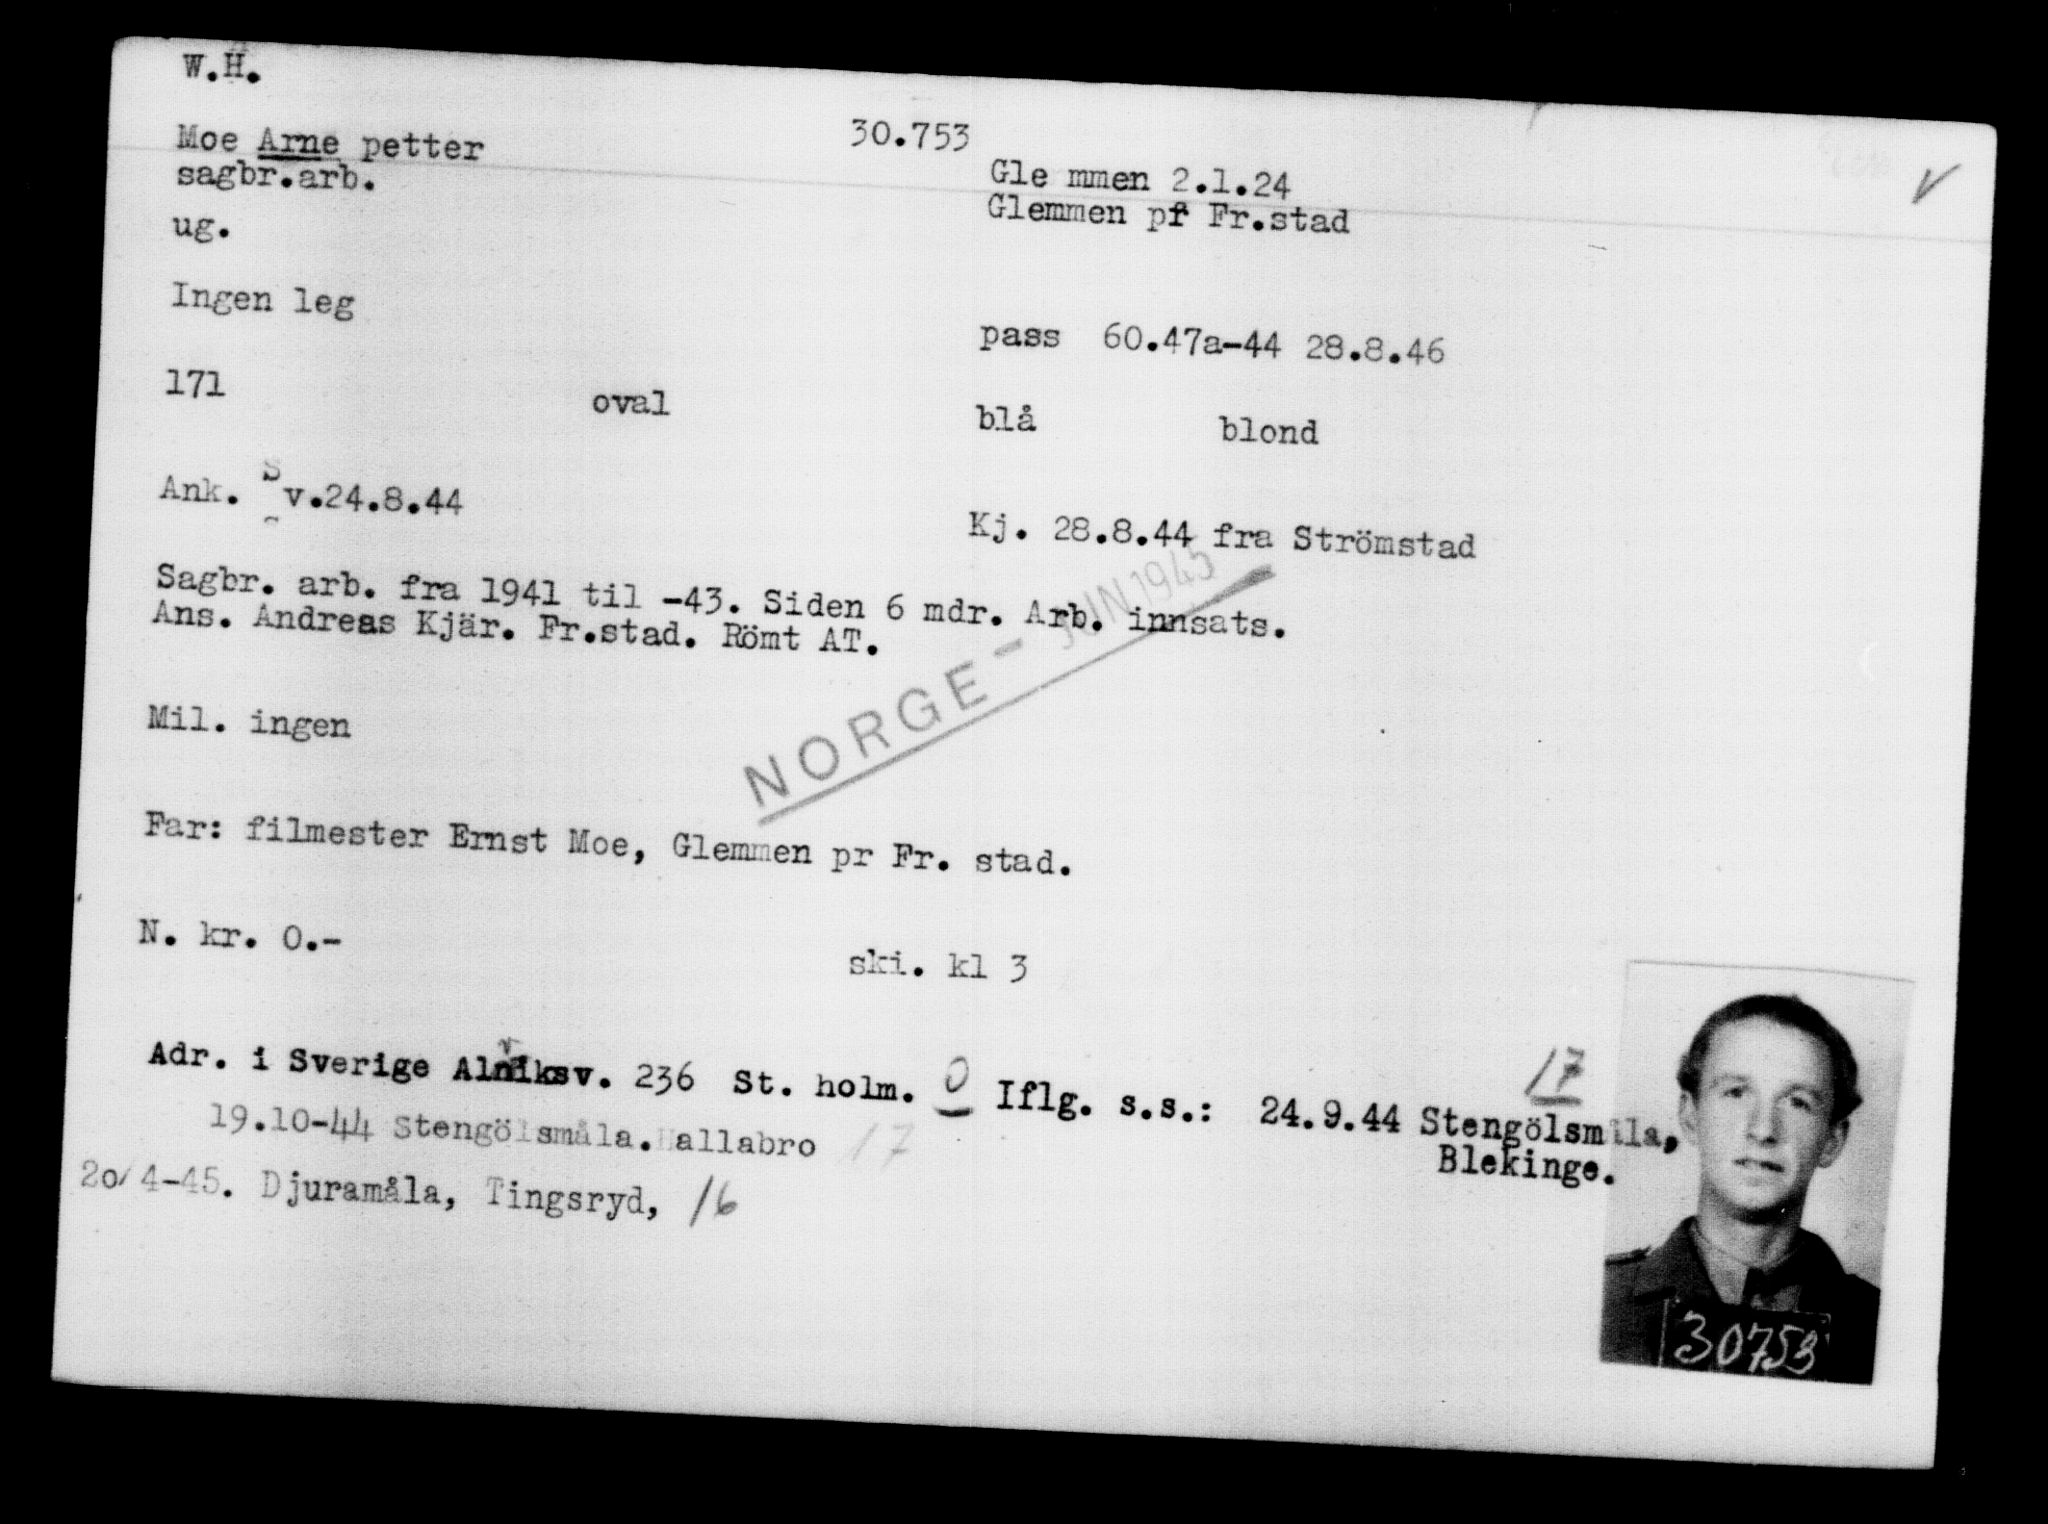 W.H.
Moe Arne petter
30.753
sagbr.arb.
Gle mmen 2.1.24
Glemmen pr Fr.stad
ug.
Ingen leg
pass 60.47a-44 28.8.46
171 oval blå blond
Ank. Sv.24.8.44
Kj. 28.8.44 fra Strömstad
Sagbr. arb. fra 1941 til -43. Siden 6 mdr. Arb. innsats.
Ans. Andreas Kjär. Fr.stad. Römt AT.
NORGE - JUN 1945
Mil. ingen
Far: filmester Ernst Moe, Glemmen pr Fr. stad.
N. kr. 0.-
ski. kl 3
Adr. i Sverige Alviksv. 236 St. holm. 0 Iflg. s.s.: 24.9.44 Stengölsmåla, 17
Blekinge.
19.10-44 Stengölsmåla.Hallabro 17
20/4-45. Djuramåla, Tingsryd, /6
30753